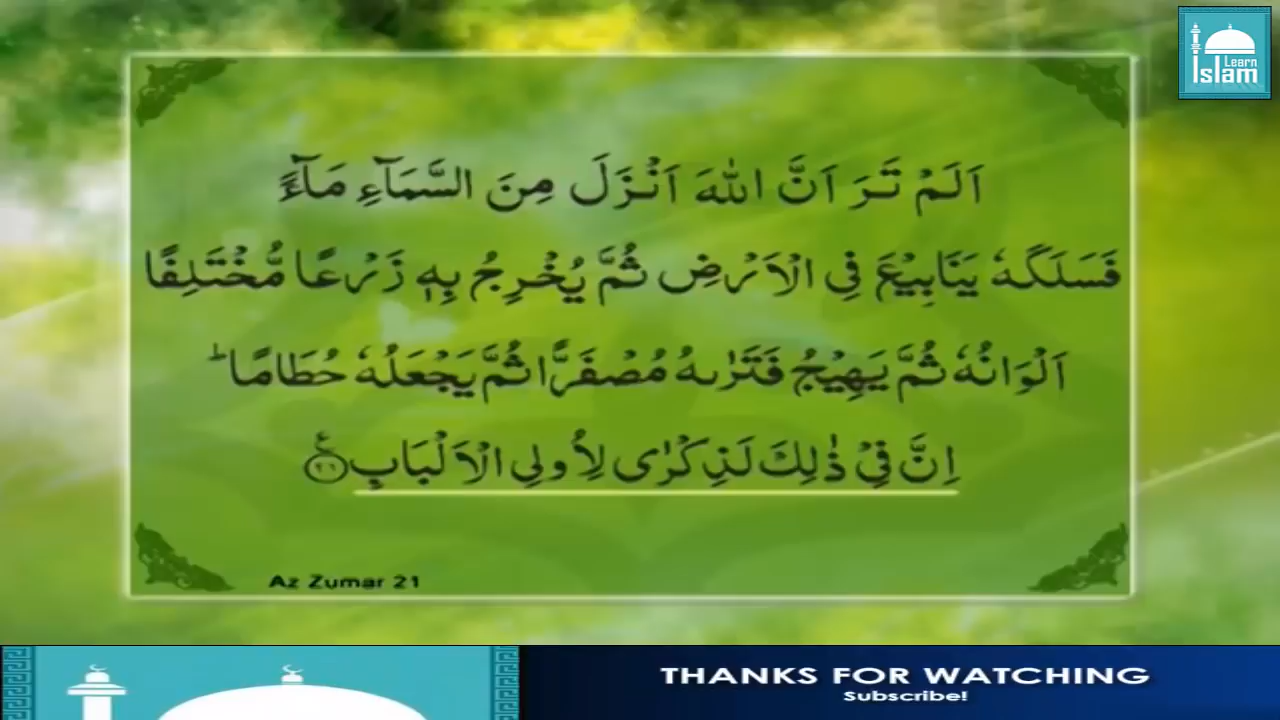 Learn
Islam
اَلَمْ تَرَ اَنَّ اللّٰهَ اَنْزَلَ مِنَ السَّمَآءِ مَآءً
فَسَلَكَهٗ يَنَابِيْعَ فِي الْاَرْضِ ثُمَّ يُخْرِجُ بِهٖ زَرْعًا مُّخْتَلِفًا
اَلْوَانُهٗ ثُمَّ يَهِيْجُ فَتَرٰىهُ مُصْفَرًّا ثُمَّ يَجْعَلُهٗ حُطَامًا ؕ
اِنَّ فِيْ ذٰلِكَ لَذِكْرٰى لِاُولِي الْاَلْبَابِ ۧ ﴿۲۱﴾
Az Zumar 21
THANKS FOR WATCHING
Subscribe!